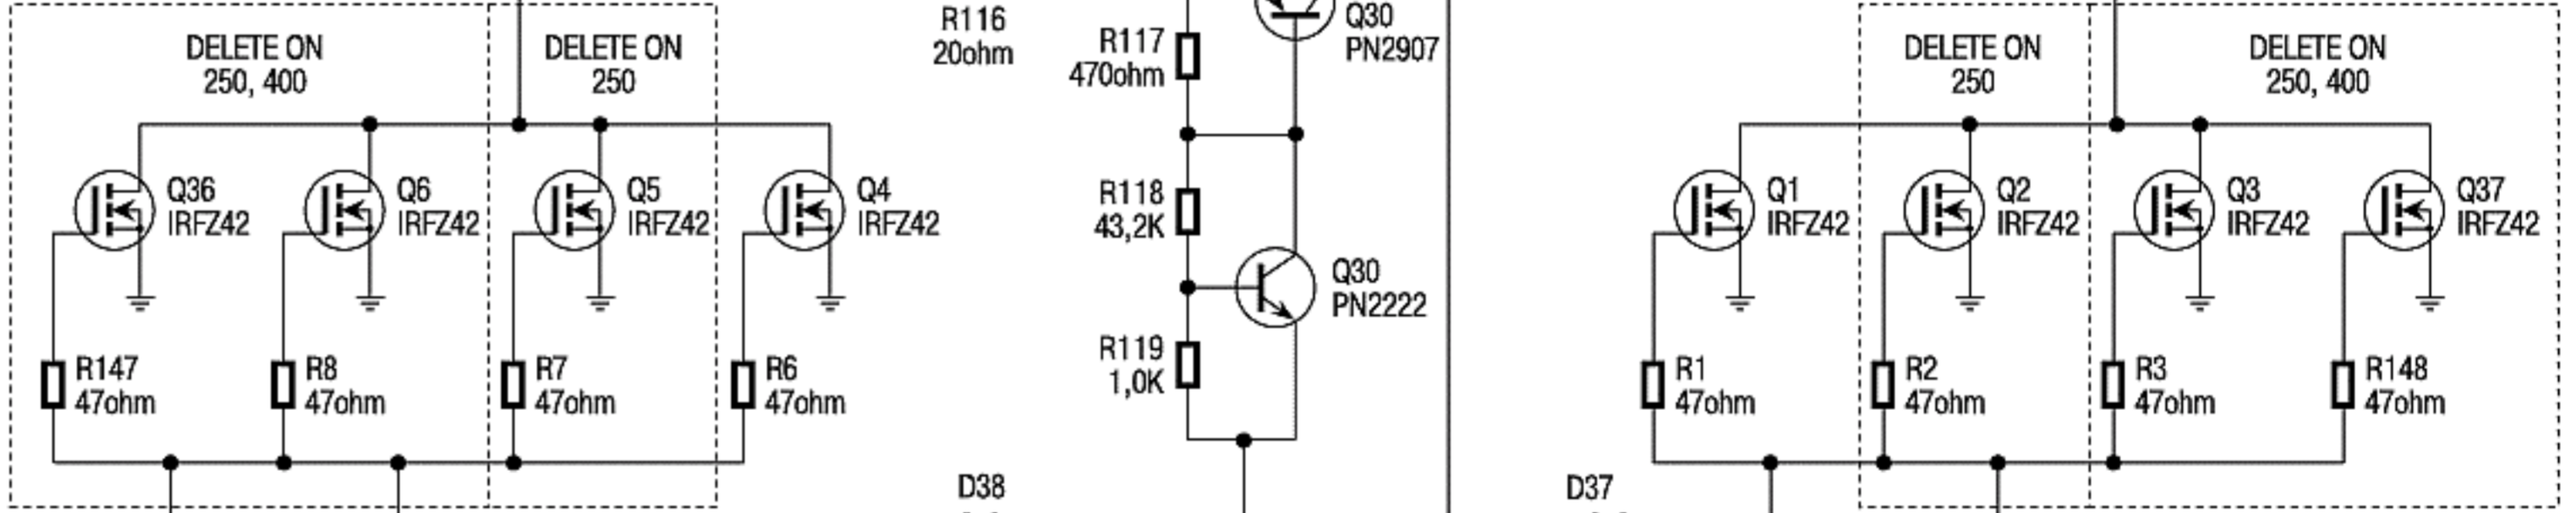 DELETE ON
250, 400
DELETE ON
250
Q36
IRFZ42
Q6
IRFZ42
Q5
IRFZ42
Q4
IRFZ42
R147
47ohm
R8
47ohm
R7
47ohm
R6
47ohm
R116
20ohm
R117
470ohm
Q30
PN2907
R118
43,2K
Q30
PN2222
R119
1,0K
D38
DELETE ON
250
DELETE ON
250, 400
Q1
IRFZ42
Q2
IRFZ42
Q3
IRFZ42
Q37
IRFZ42
R1
47ohm
R2
47ohm
R3
47ohm
R148
47ohm
D37